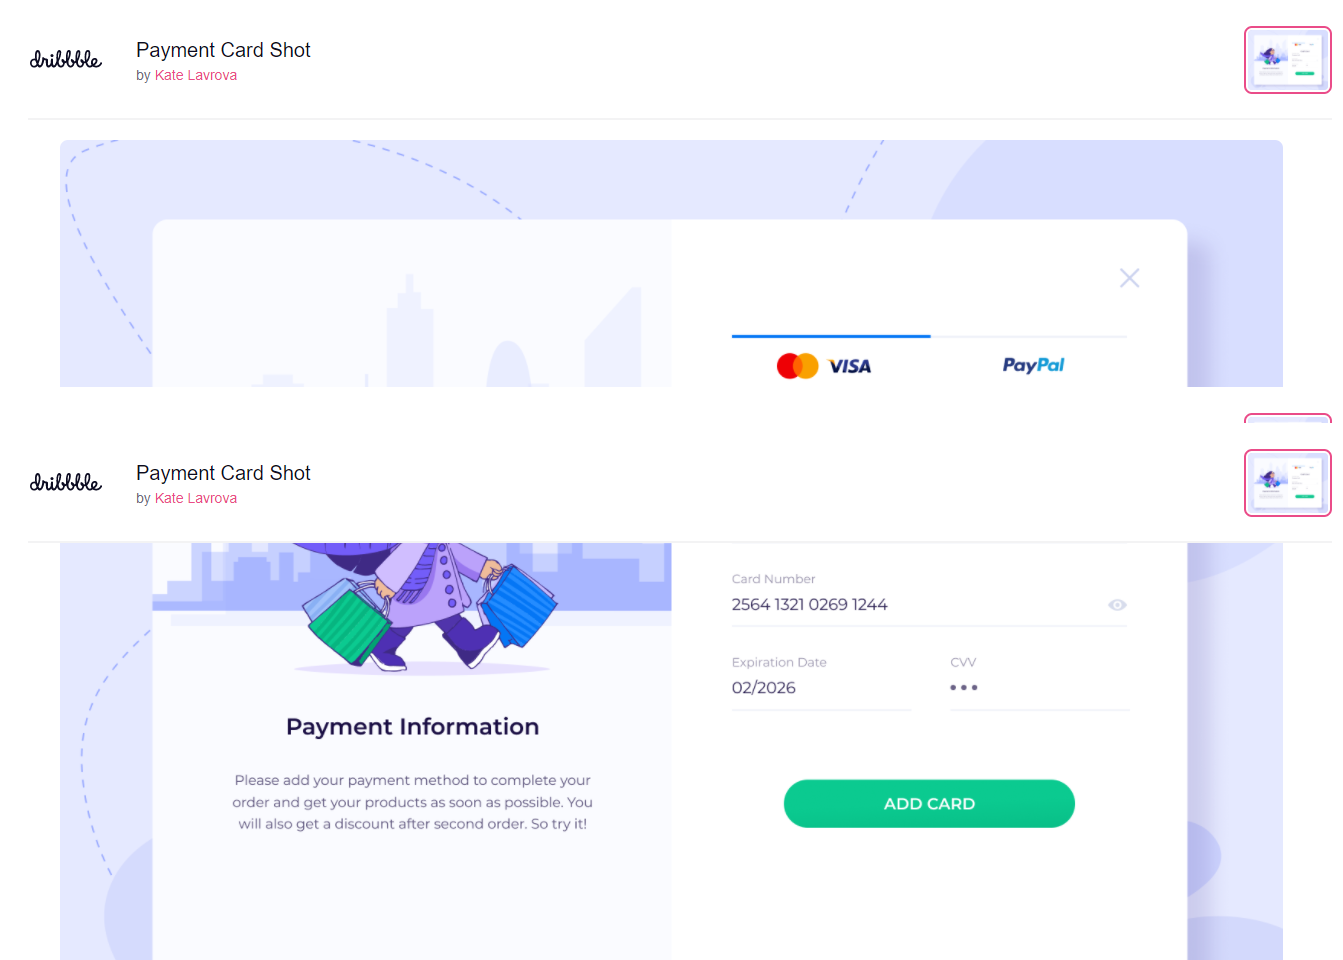 dribbble
Payment Card Shot
by Kate Lavrova
VISA
PayPal
dribbble
Payment Card Shot
by Kate Lavrova
Card Number
2564 1321 0269 1244
Expiration Date
CVV
02/2026
Payment Information
Please add your payment method to complete your
order and get your products as soon as possible. You
will also get a discount after second order. So try it!
ADD CARD